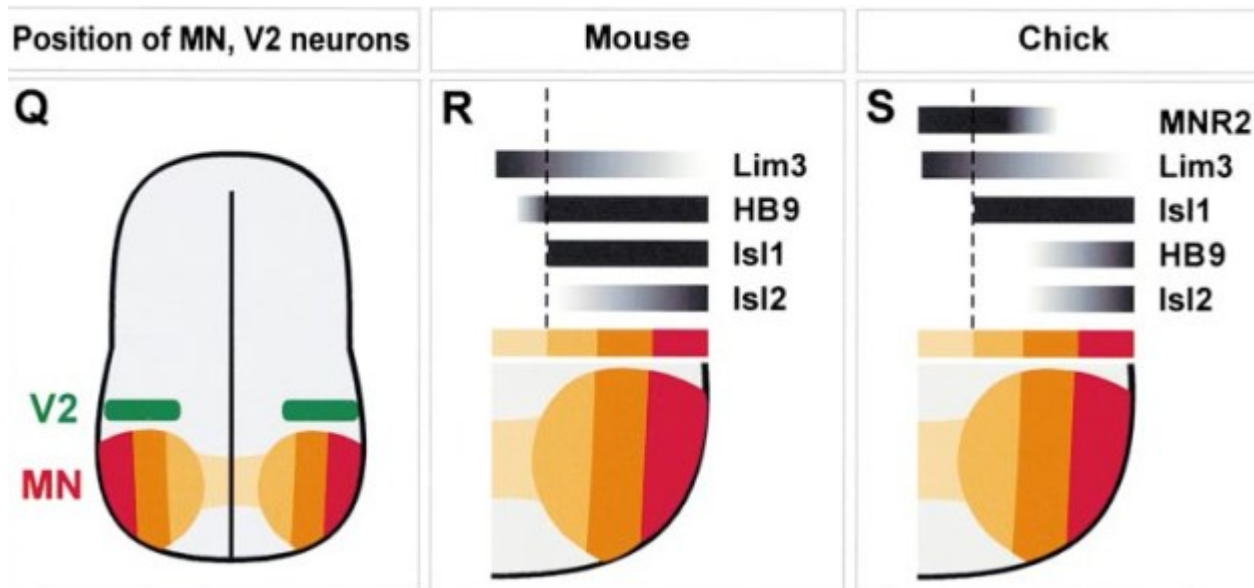 Position of MN, V2 neurons
Mouse
Chick
Q
V2
MN
R
Lim3
HB9
Isl1
Isl2
S
MNR2
Lim3
Isl1
HB9
Isl2